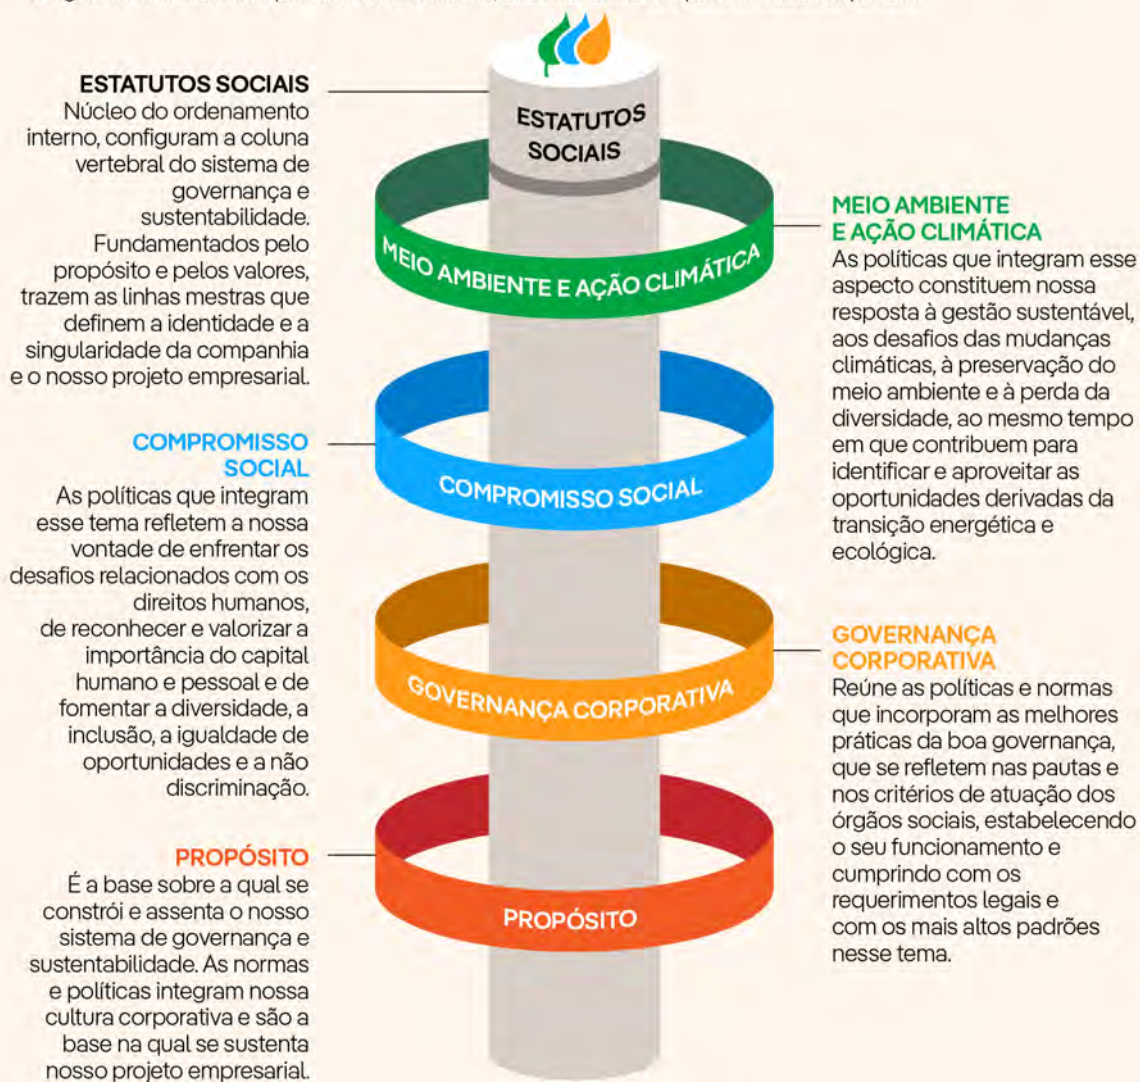 ESTATUTOS SOCIAIS
Núcleo do ordenamento
interno, configuram a coluna
vertebral do sistema de
governança e
sustentabilidade.
Fundamentados pelo
propósito e pelos valores,
trazem as linhas mestras que
definem a identidade e a
singularidade da companhia
e o nosso projeto empresarial.
COMPROMISSO
SOCIAL
As políticas que integram
esse tema refletem a nossa
vontade de enfrentar os
desafios relacionados com os
direitos humanos,
de reconhecer e valorizar a
importância do capital
humano e pessoal e de
fomentar a diversidade, a
inclusão, a igualdade de
oportunidades e a não
discriminação.
PROPÓSITO
É a base sobre a qual se
constrói e assenta o nosso
sistema de governança e
sustentabilidade. As normas
e políticas integram nossa
cultura corporativa e são a
base na qual se sustenta
nosso projeto empresarial.
ESTATUTOS
SOCIAIS
MEIO AMBIENTE E AÇÃO CLIMÁTICA
COMPROMISSO SOCIAL
GOVERNANÇA CORPORATIVA
PROPÓSITO
MEIO AMBIENTE
E AÇÃO CLIMÁTICA
As políticas que integram esse
aspecto constituem nossa
resposta à gestão sustentável,
aos desafios das mudanças
climáticas, à preservação do
meio ambiente e à perda da
diversidade, ao mesmo tempo
em que contribuem para
identificar e aproveitar as
oportunidades derivadas da
transição energética e
ecológica.
GOVERNANÇA
CORPORATIVA
Reúne as políticas e normas
que incorporam as melhores
práticas da boa governança,
que se refletem nas pautas e
nos critérios de atuação dos
órgãos sociais, estabelecendo
o seu funcionamento e
cumprindo com os
requerimentos legais e
com os mais altos padrões
nesse tema.